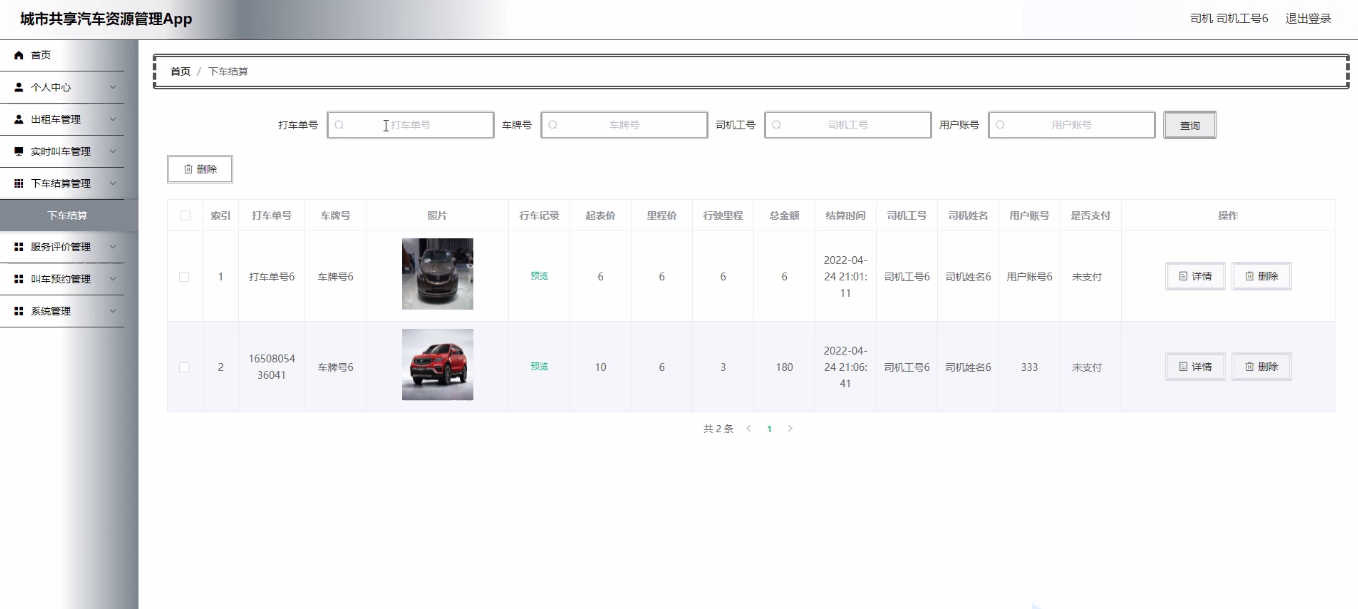 城市共享汽车资源管理App
司机 司机工号6 退出登录
首页
个人中心
出租车管理
实时叫车管理
下车结算管理
下车结算
服务评价管理
叫车预约管理
系统管理
首页 / 下车结算
打车单号 打车单号 车牌号 车牌号 司机工号 司机工号 用户账号 用户账号 查询
删除
索引 打车单号 车牌号 照片 行车记录 起表价 里程价 行驶里程 总金额 结算时间 司机工号 司机姓名 用户账号 是否支付 操作
1 打车单号6 车牌号6 预览 6 6 6 6 2022-04-24 21:01:11 司机工号6 司机姓名6 用户账号6 未支付 详情 删除
2 1650805436041 车牌号6 预览 10 6 3 180 2022-04-24 21:06:41 司机工号6 司机姓名6 333 未支付 详情 删除
共 2 条 1